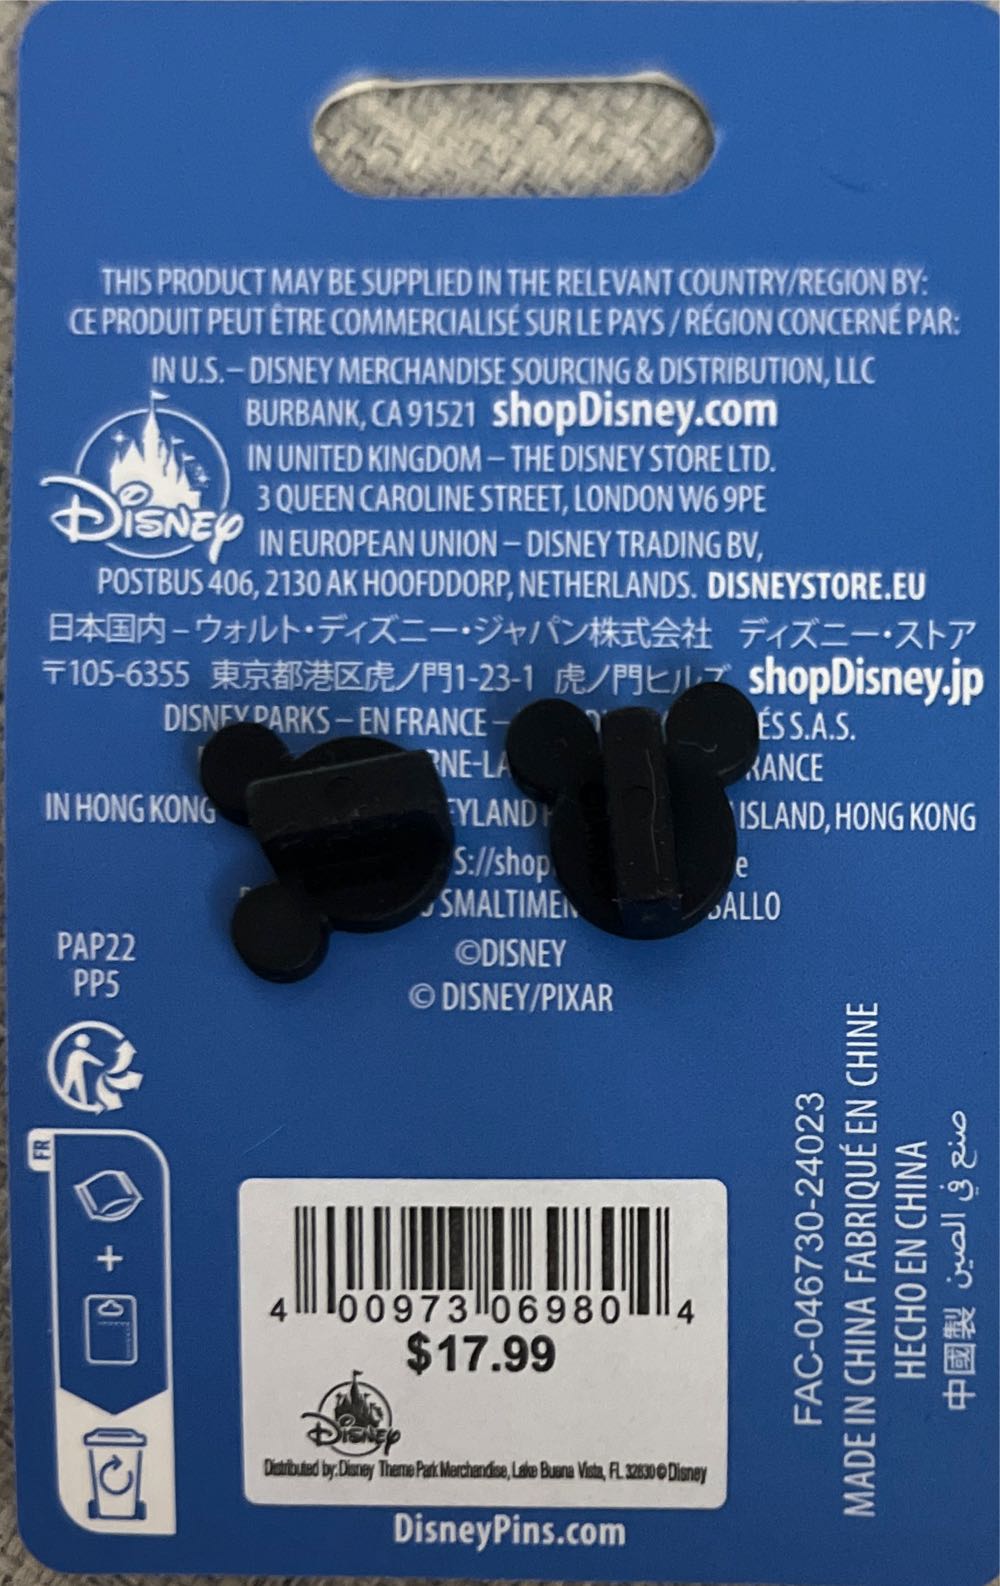 THIS PRODUCT MAY BE SUPPLIED IN THE RELEVANT COUNTRY/REGION BY:
CE PRODUIT PEUT ÊTRE COMMERCIALISÉ SUR LE PAYS / RÉGION CONCERNÉ PAR:
IN U.S. – DISNEY MERCHANDISE SOURCING & DISTRIBUTION, LLC
BURBANK, CA 91521 shopDisney.com
IN UNITED KINGDOM – THE DISNEY STORE LTD.
3 QUEEN CAROLINE STREET, LONDON W6 9PE
Disney
IN EUROPEAN UNION – DISNEY TRADING BV,
POSTBUS 406, 2130 AK HOOFDDORP, NETHERLANDS. DISNEYSTORE.EU
日本国内 – ウォルト・ディズニー・ジャパン株式会社 ディズニー・ストア
〒105-6355 東京都港区虎ノ門1-23-1 虎ノ門ヒルズ shopDisney.jp
DISNEY PARKS – EN FRANCE – ÉS S.A.S.
RNE-LA RANCE
IN HONG KONG EYLAND ISLAND, HONG KONG
S://shop e
SMALTIMEN BALLO
©DISNEY
© DISNEY/PIXAR
PAP22
PP5
FR
+
4 00973 06980 4
$17.99
Disney
Distributed by: Disney Theme Park Merchandise, Lake Buena Vista, FL 32830 © Disney
DisneyPins.com
FAC-046730-24023
MADE IN CHINA FABRIQUÉ EN CHINE
HECHO EN CHINA
中國製 صنع في الصين